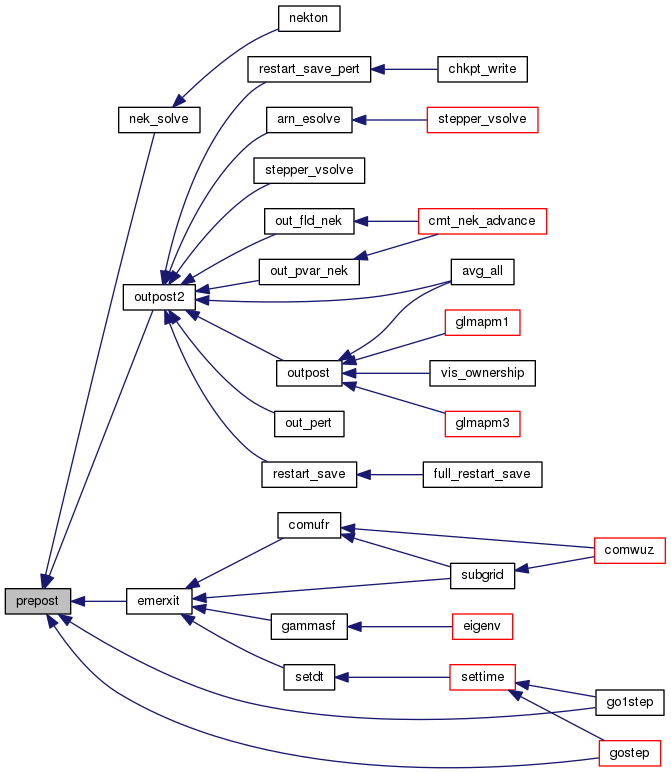 nekton
restart_save_pert
chkpt_write
nek_solve
arn_esolve
stepper_vsolve
stepper_vsolve
out_fld_nek
cmt_nek_advance
out_pvar_nek
avg_all
outpost2
glmapm1
outpost
vis_ownership
out_pert
glmapm3
restart_save
full_restart_save
comufr
comwuz
subgrid
prepost
emerxit
gammasf
eigenv
setdt
settime
go1step
gostep